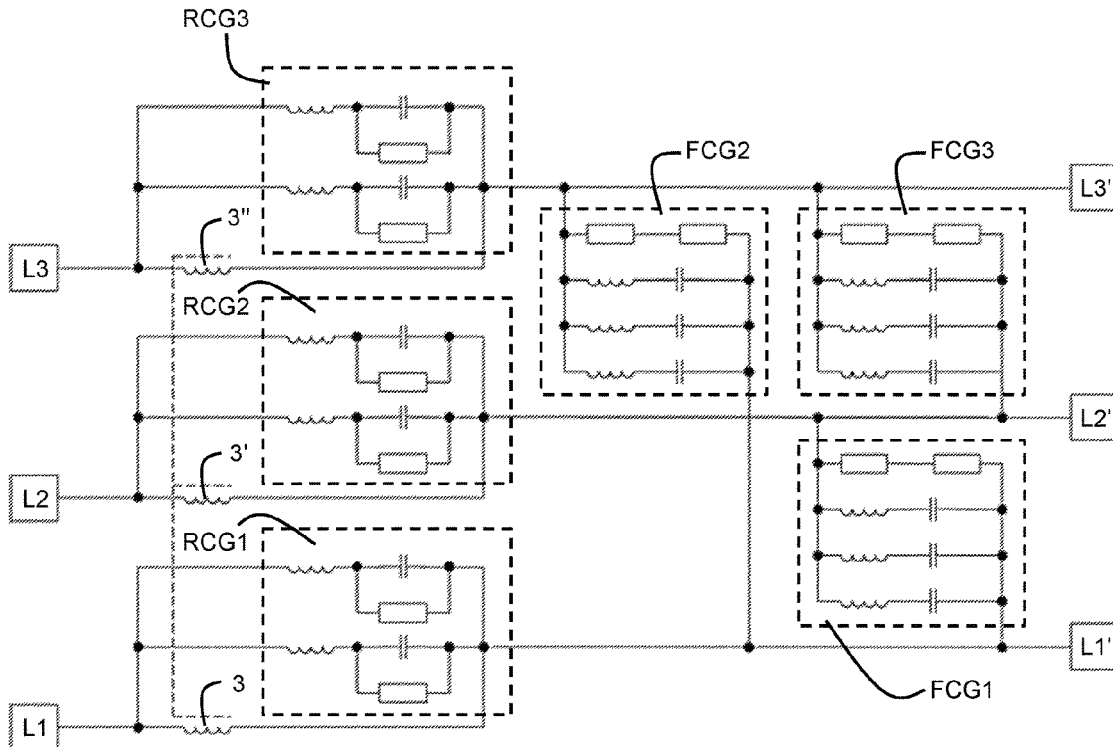 RCG3
FCG2
FCG3
L3'
3"
L3
RCG2
L2'
3'
L2
RCG1
L1'
3
FCG1
L1